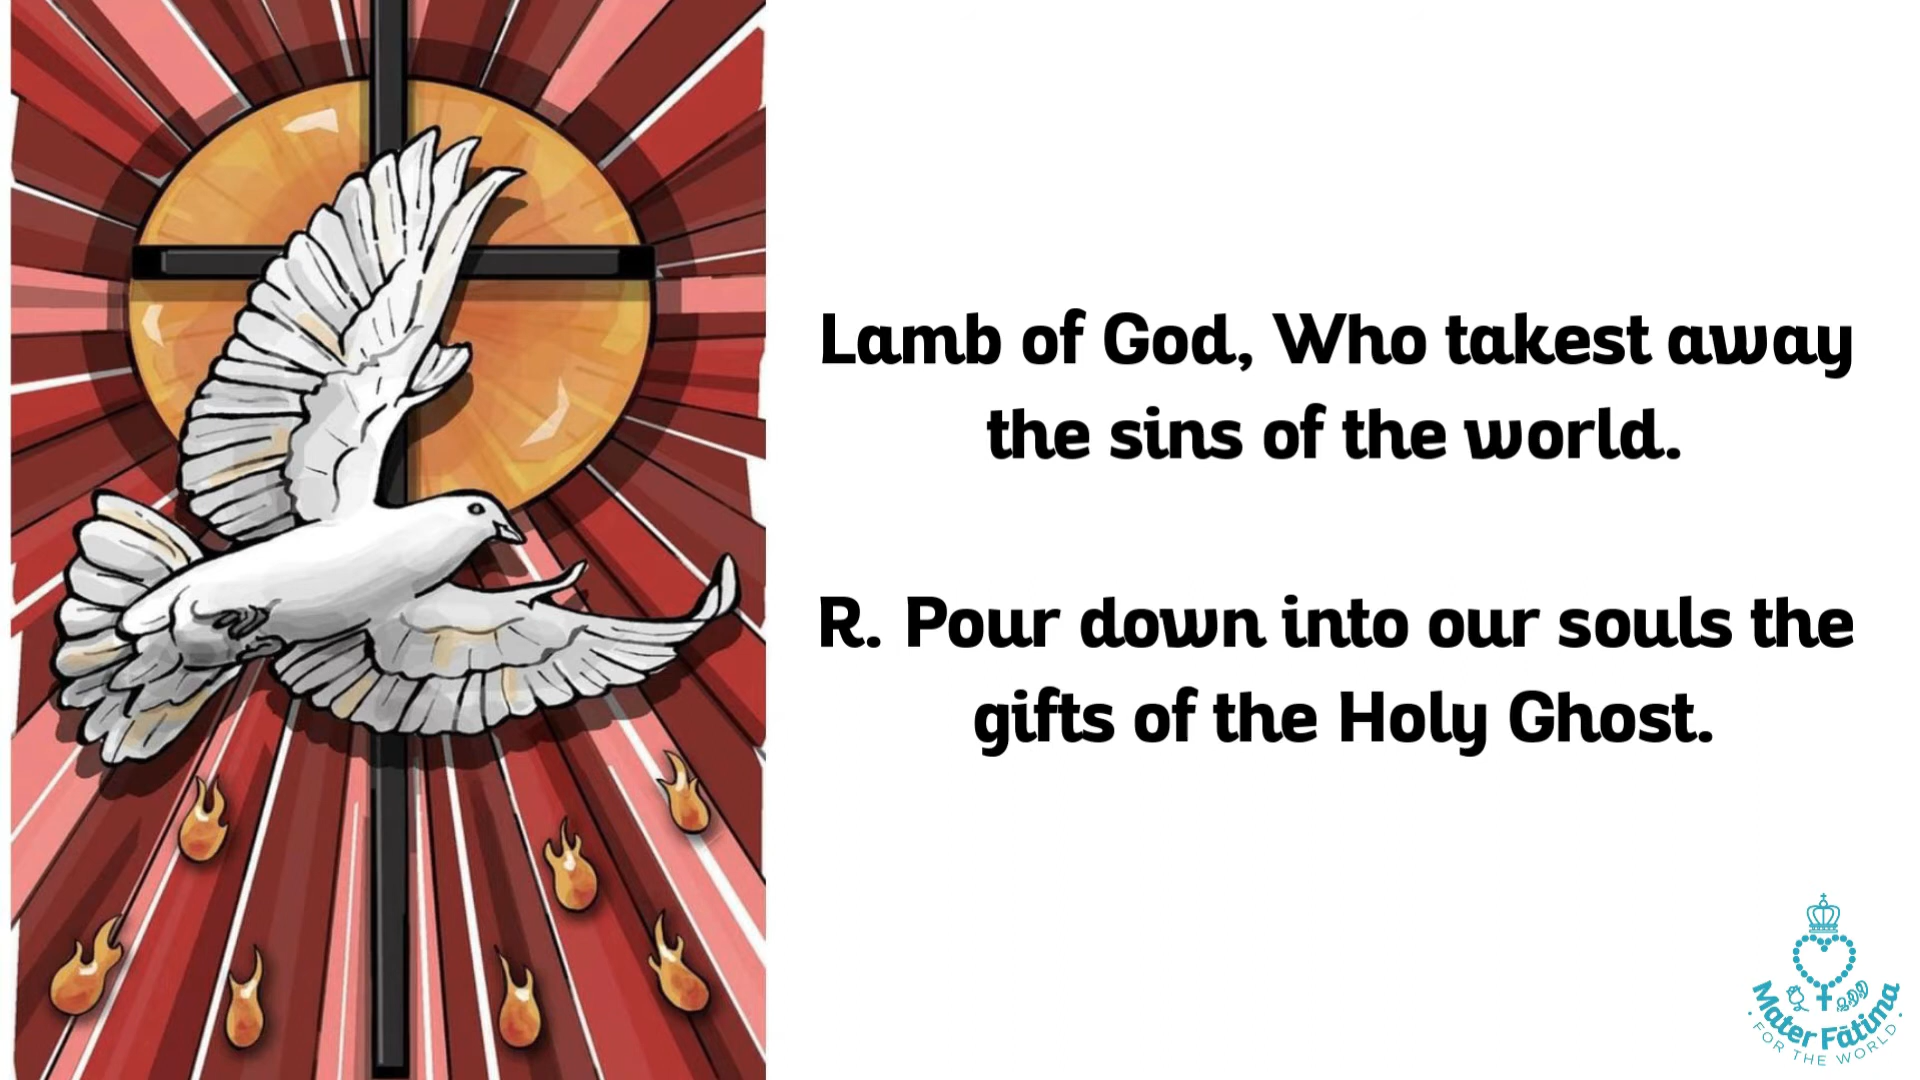 Lamb of God, Who takest away
the sins of the world.
R. Pour down into our souls the
gifts of the Holy Ghost.
Mater Fãtima
• FOR THE WORLD •